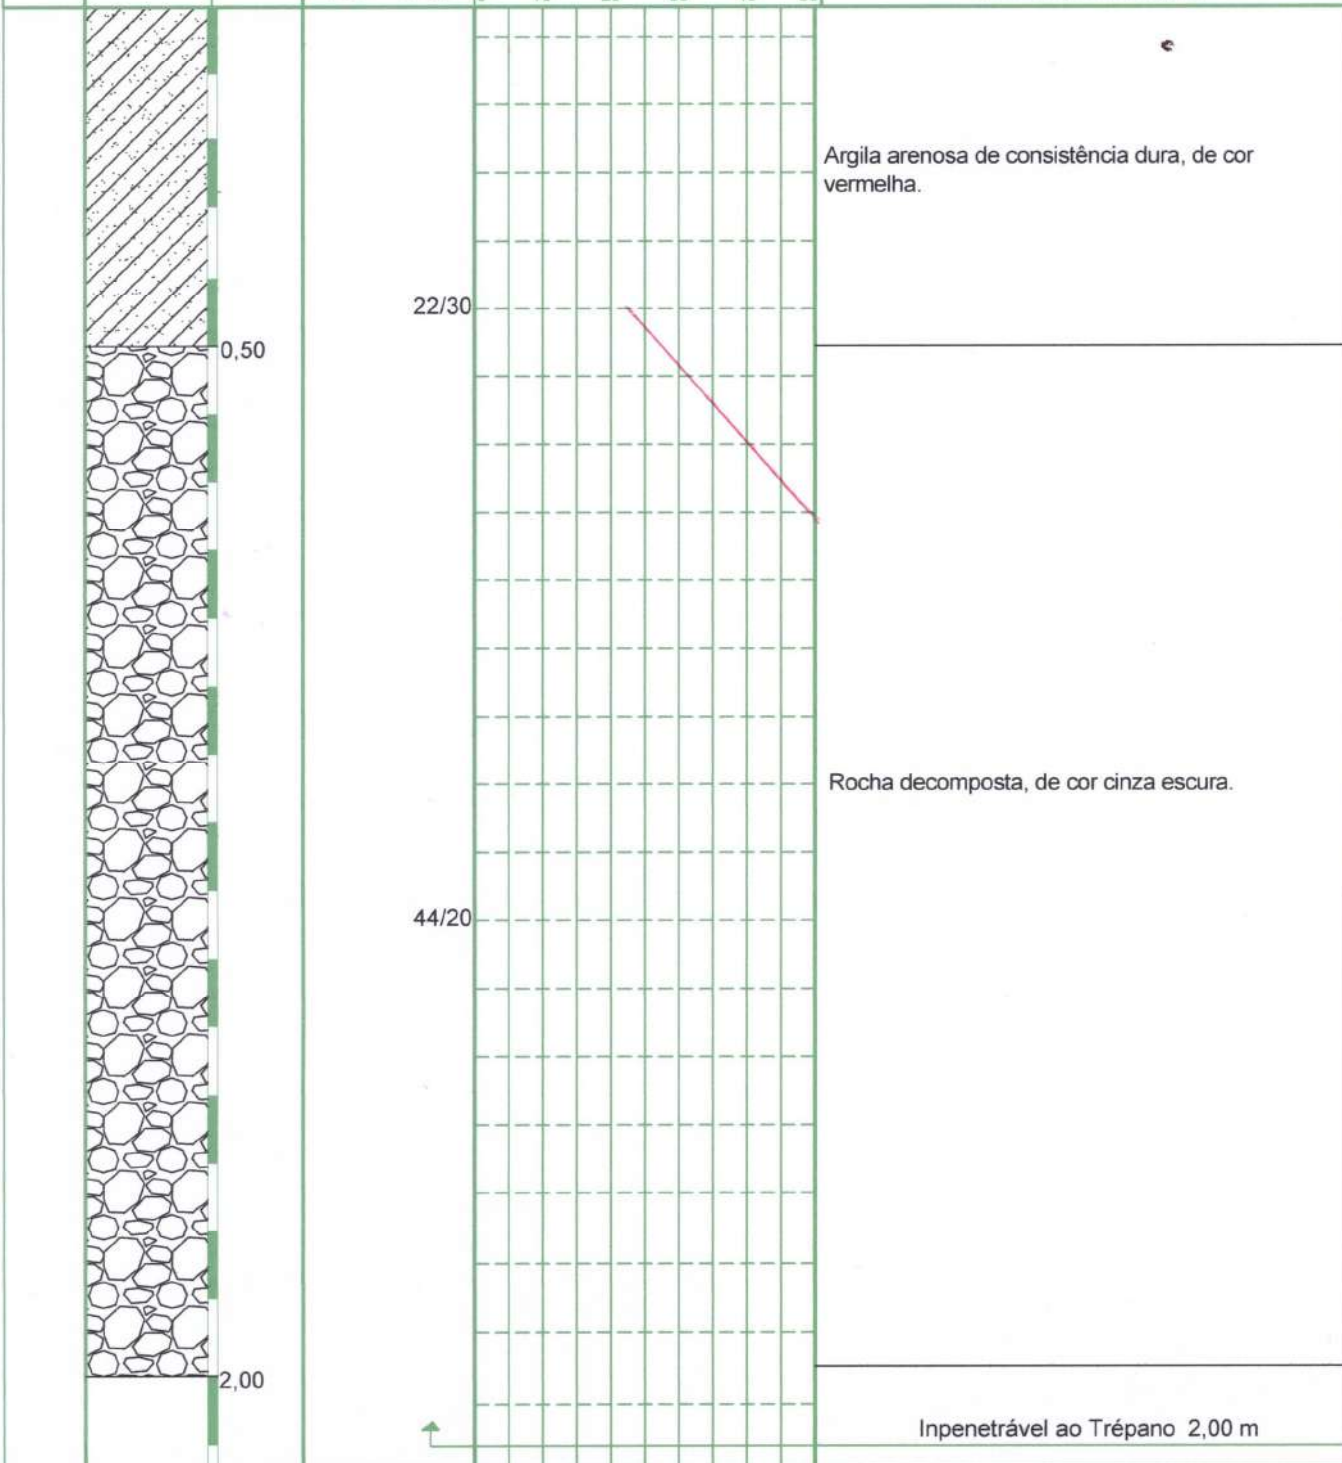 Argila arenosa de consistência dura, de cor
vermelha.
22/30
0,50
Rocha decomposta, de cor cinza escura.
44/20
2,00
Inpenetrável ao Trépano 2,00 m